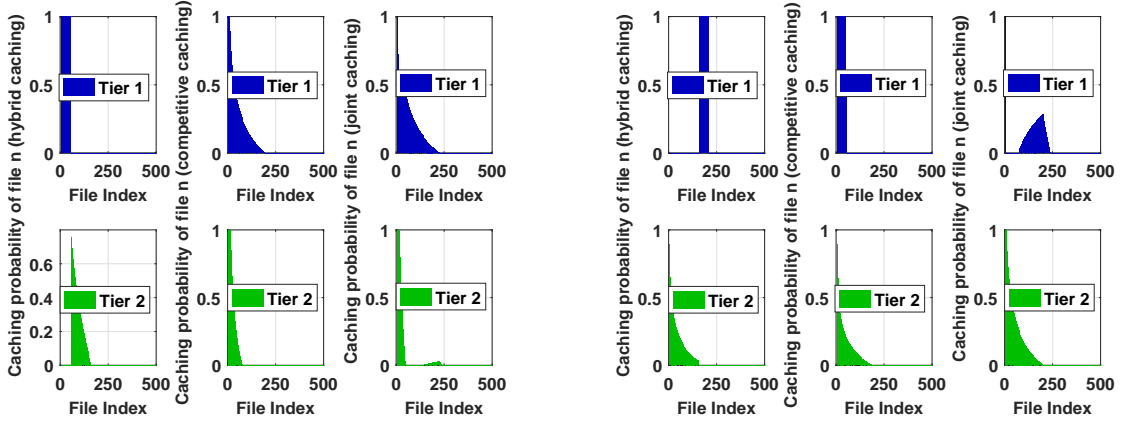 Caching probability of file n (hybrid caching)
1
0.5
0
Tier 1
0 250 500
File Index
0.6
0.4
0.2
0
Tier 2
0 250 500
File Index
Caching probability of file n (competitive caching)
1
0.5
0
Tier 1
0 250 500
File Index
1
0.5
0
Tier 2
0 250 500
File Index
Caching probability of file n (joint caching)
1
0.5
0
Tier 1
0 250 500
File Index
1
0.5
0
Tier 2
0 250 500
File Index
Caching probability of file n (hybrid caching)
1
0.5
0
Tier 1
0 250 500
File Index
1
0.5
0
Tier 2
0 250 500
File Index
Caching probability of file n (competitive caching)
1
0.5
0
Tier 1
0 250 500
File Index
1
0.5
0
Tier 2
0 250 500
File Index
Caching probability of file n (joint caching)
1
0.5
0
Tier 1
0 250 500
File Index
1
0.5
0
Tier 2
0 250 500
File Index